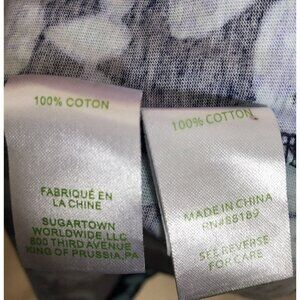 100% COTON
FABRIQUÉ EN
LA CHINE
SUGARTOWN
WORLDWIDE, LLC
800 THIRD AVENUE
KING OF PRUSSIA, PA
100% COTTON
MADE IN CHINA
RN#88189
SEE REVERSE
FOR CARE